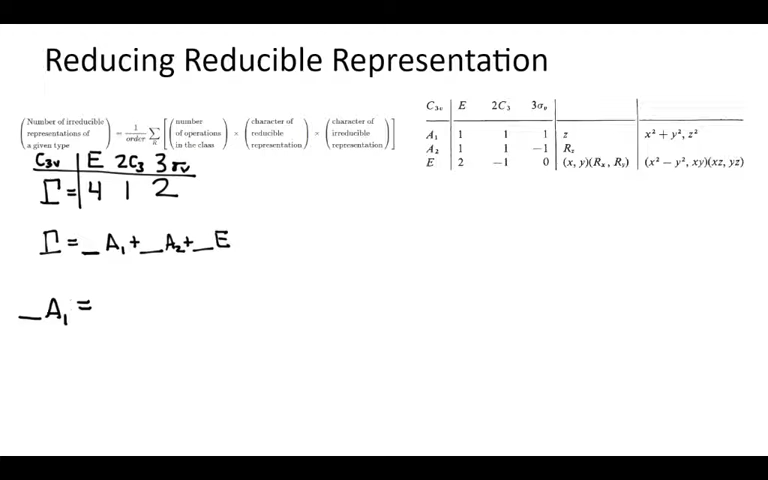 Reducing Reducible Representation
(Number of irreducible representations of a given type) = 1/order Σ_R [(number of operations in the class) × (character of reducible representation) × (character of irreducible representation)]
C3v E 2C3 3σv
A1 1 1 1 z x² + y², z²
A2 1 1 −1 Rz
E 2 −1 0 (x, y)(Rx, Ry) (x² − y², xy)(xz, yz)
C3v E 2C3 3σv
Γ = 4 1 2
Γ = _A1 + _A2 + _E
_A1 =